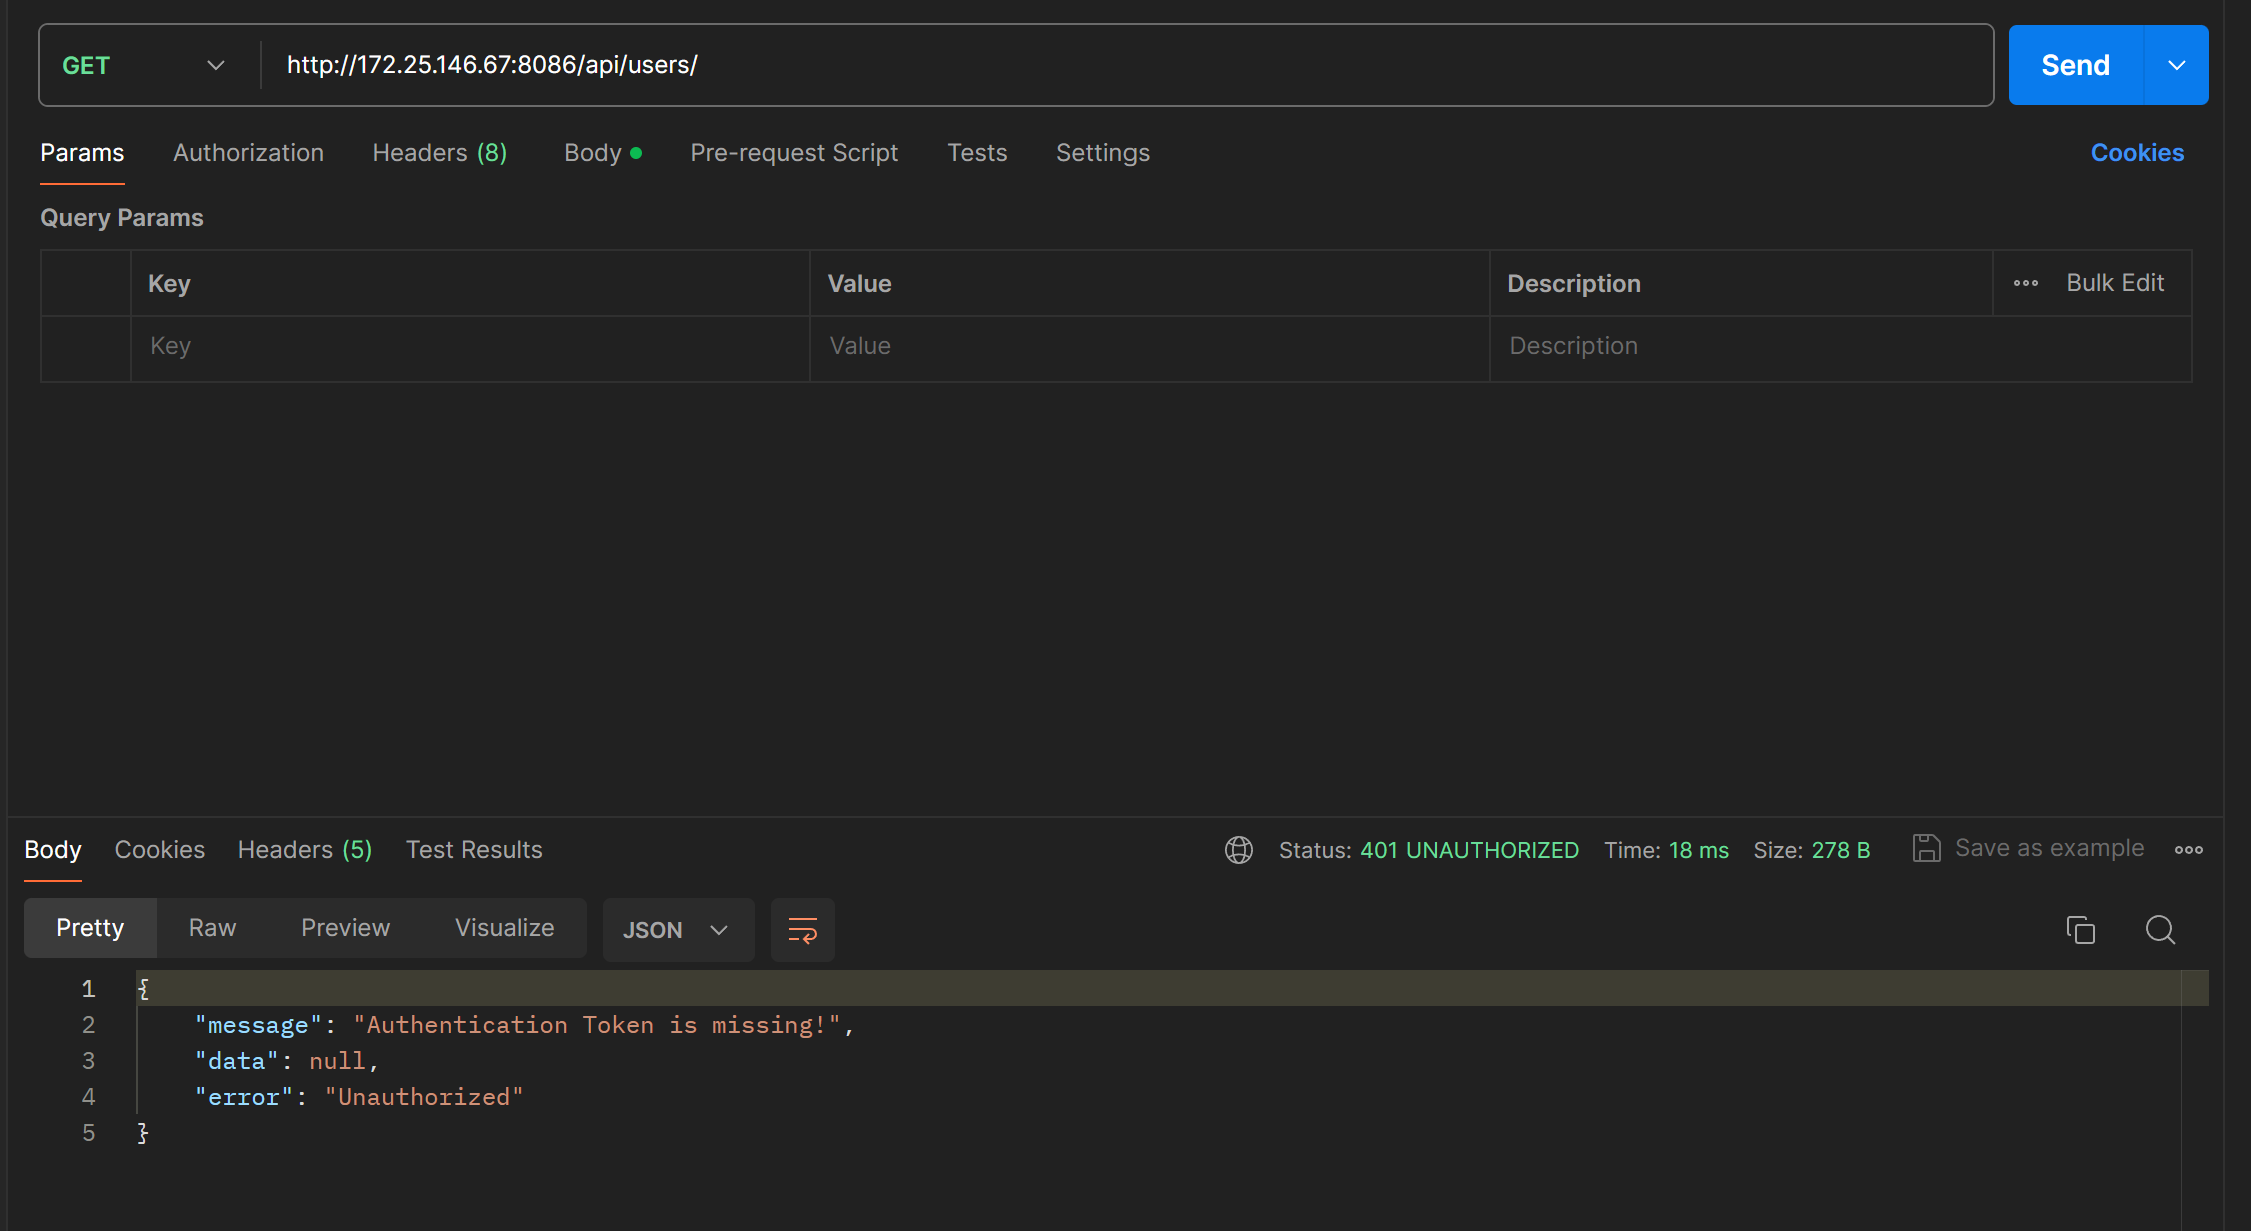 GET http://172.25.146.67:8086/api/users/ Send
Params Authorization Headers (8) Body Pre-request Script Tests Settings Cookies
Query Params
Key Value Description Bulk Edit
Key Value Description
Body Cookies Headers (5) Test Results Status: 401 UNAUTHORIZED Time: 18 ms Size: 278 B Save as example
Pretty Raw Preview Visualize JSON
1 {
2 "message": "Authentication Token is missing!",
3 "data": null,
4 "error": "Unauthorized"
5 }